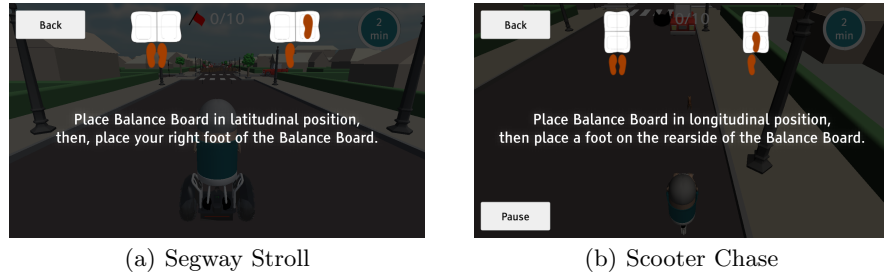 Back
0/10
2
min
Place Balance Board in latitudinal position,
then, place your right foot of the Balance Board.
(a) Segway Stroll
Back
0/10
2
min
Place Balance Board in longitudinal position,
then place a foot on the rearside of the Balance Board.
Pause
(b) Scooter Chase